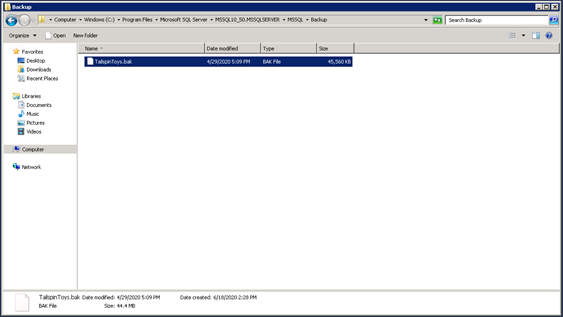 Backup
Computer Windows (C:) Program Files Microsoft SQL Server MSSQL10_50.MSSQLSERVER MSSQL Backup Search Backup
Organize Open New folder
Favorites
Desktop
Downloads
Recent Places
Libraries
Documents
Music
Pictures
Videos
Computer
Network
Name Date modified Type Size
TailspinToys.bak 4/29/2020 5:09 PM BAK File 45,560 KB
TailspinToys.bak Date modified: 4/29/2020 5:09 PM Date created: 6/18/2020 2:28 PM
BAK File Size: 44.4 MB